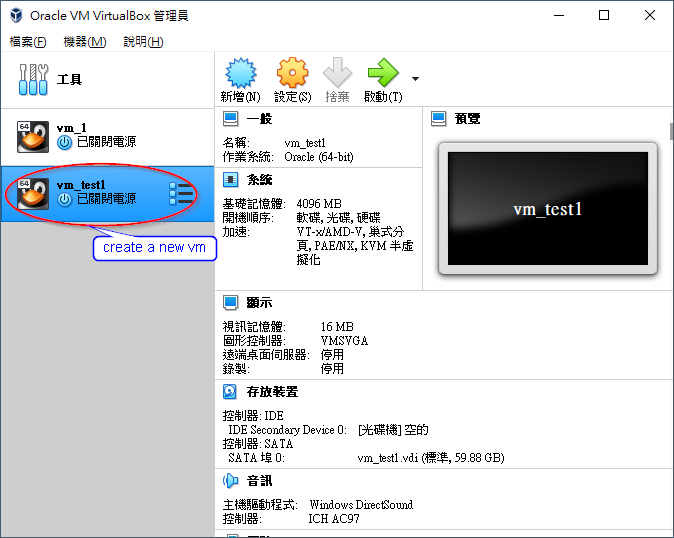 Oracle VM VirtualBox 管理員
檔案(F) 機器(M) 說明(H)
工具
新增(N) 設定(S) 捨棄 啟動(T)
64
vm_1
已關閉電源
64
vm_test1
已關閉電源
create a new vm
一般
名稱: vm_test1
作業系統: Oracle (64-bit)
系統
基礎記憶體: 4096 MB
開機順序: 軟碟, 光碟, 硬碟
加速: VT-x/AMD-V, 巢式分
頁, PAE/NX, KVM 半虛
擬化
預覽
vm_test1
顯示
視訊記憶體: 16 MB
圖形控制器: VMSVGA
遠端桌面伺服器: 停用
錄製: 停用
存放裝置
控制器: IDE
IDE Secondary Device 0: [光碟機] 空的
控制器: SATA
SATA 埠 0: vm_test1.vdi (標準, 59.88 GB)
音訊
主機驅動程式: Windows DirectSound
控制器: ICH AC97